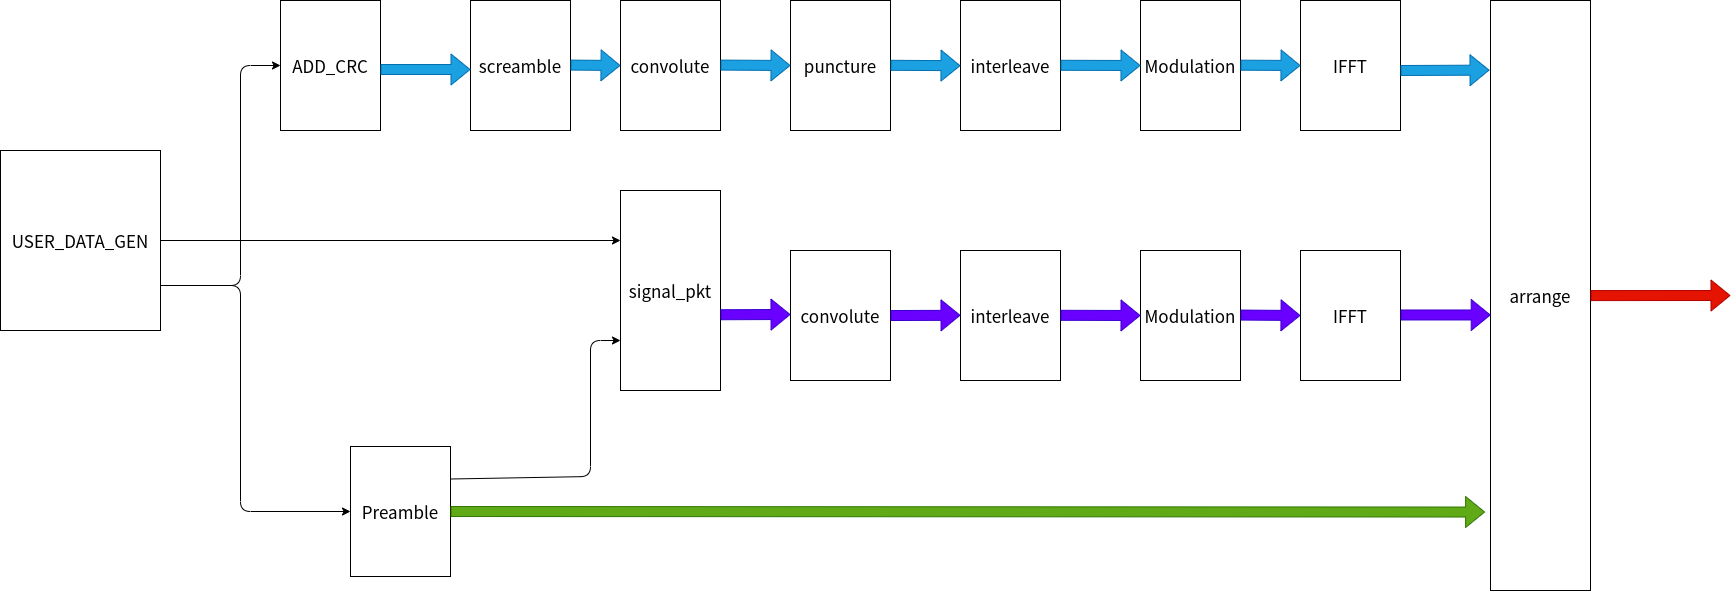 ADD_CRC
screamble
convolute
puncture
interleave
Modulation
IFFT
USER_DATA_GEN
signal_pkt
convolute
interleave
Modulation
IFFT
arrange
Preamble